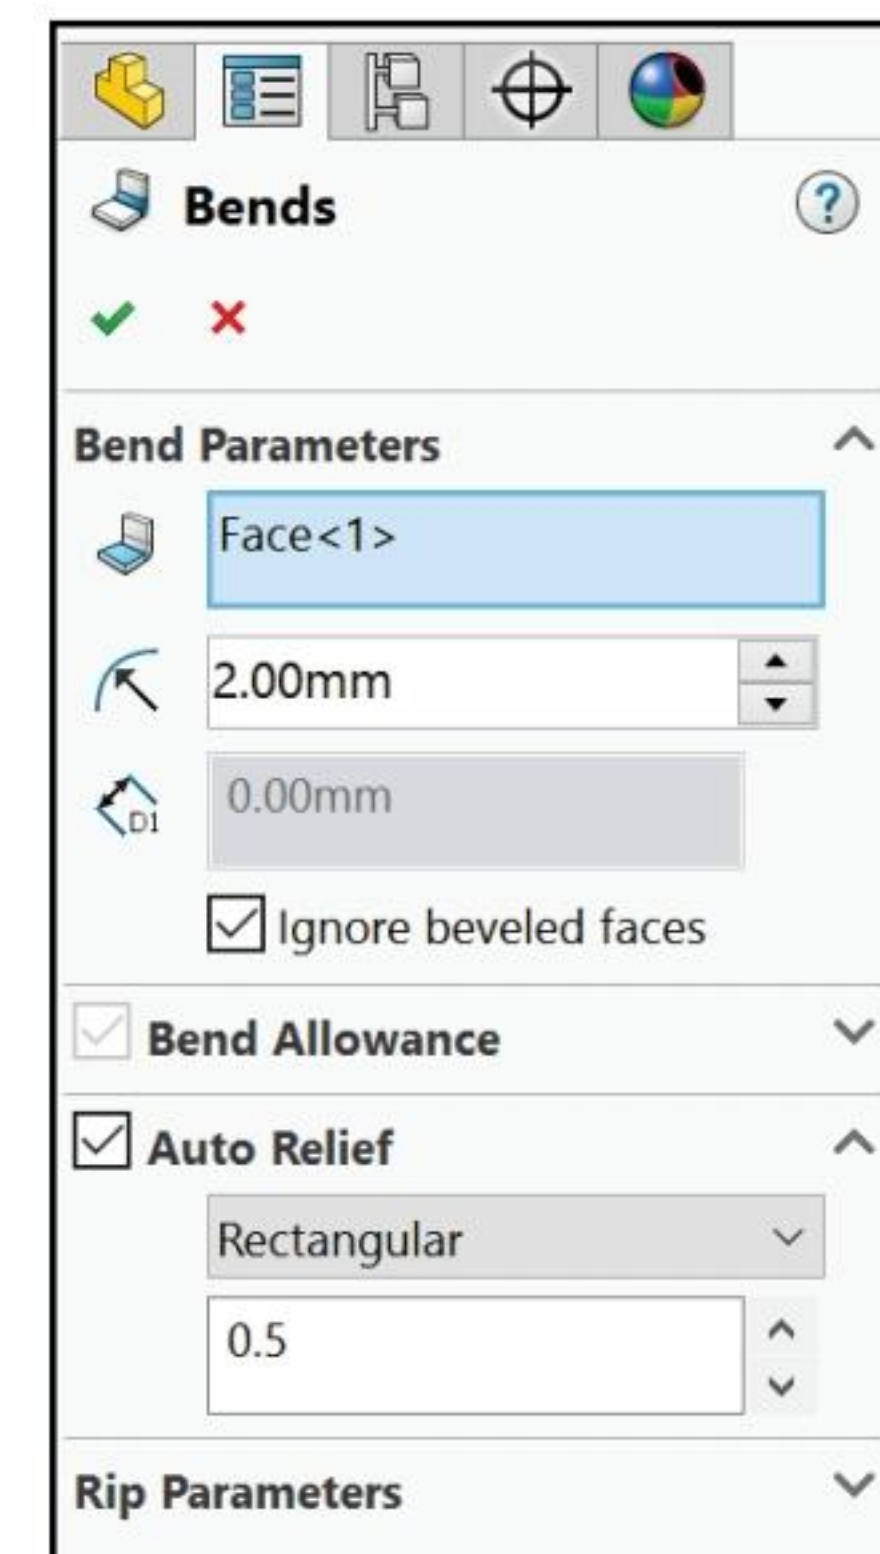 Bends
?
Bend Parameters
Face<1>
2.00mm
D1
0.00mm
Ignore beveled faces
Bend Allowance
Auto Relief
Rectangular
0.5
Rip Parameters